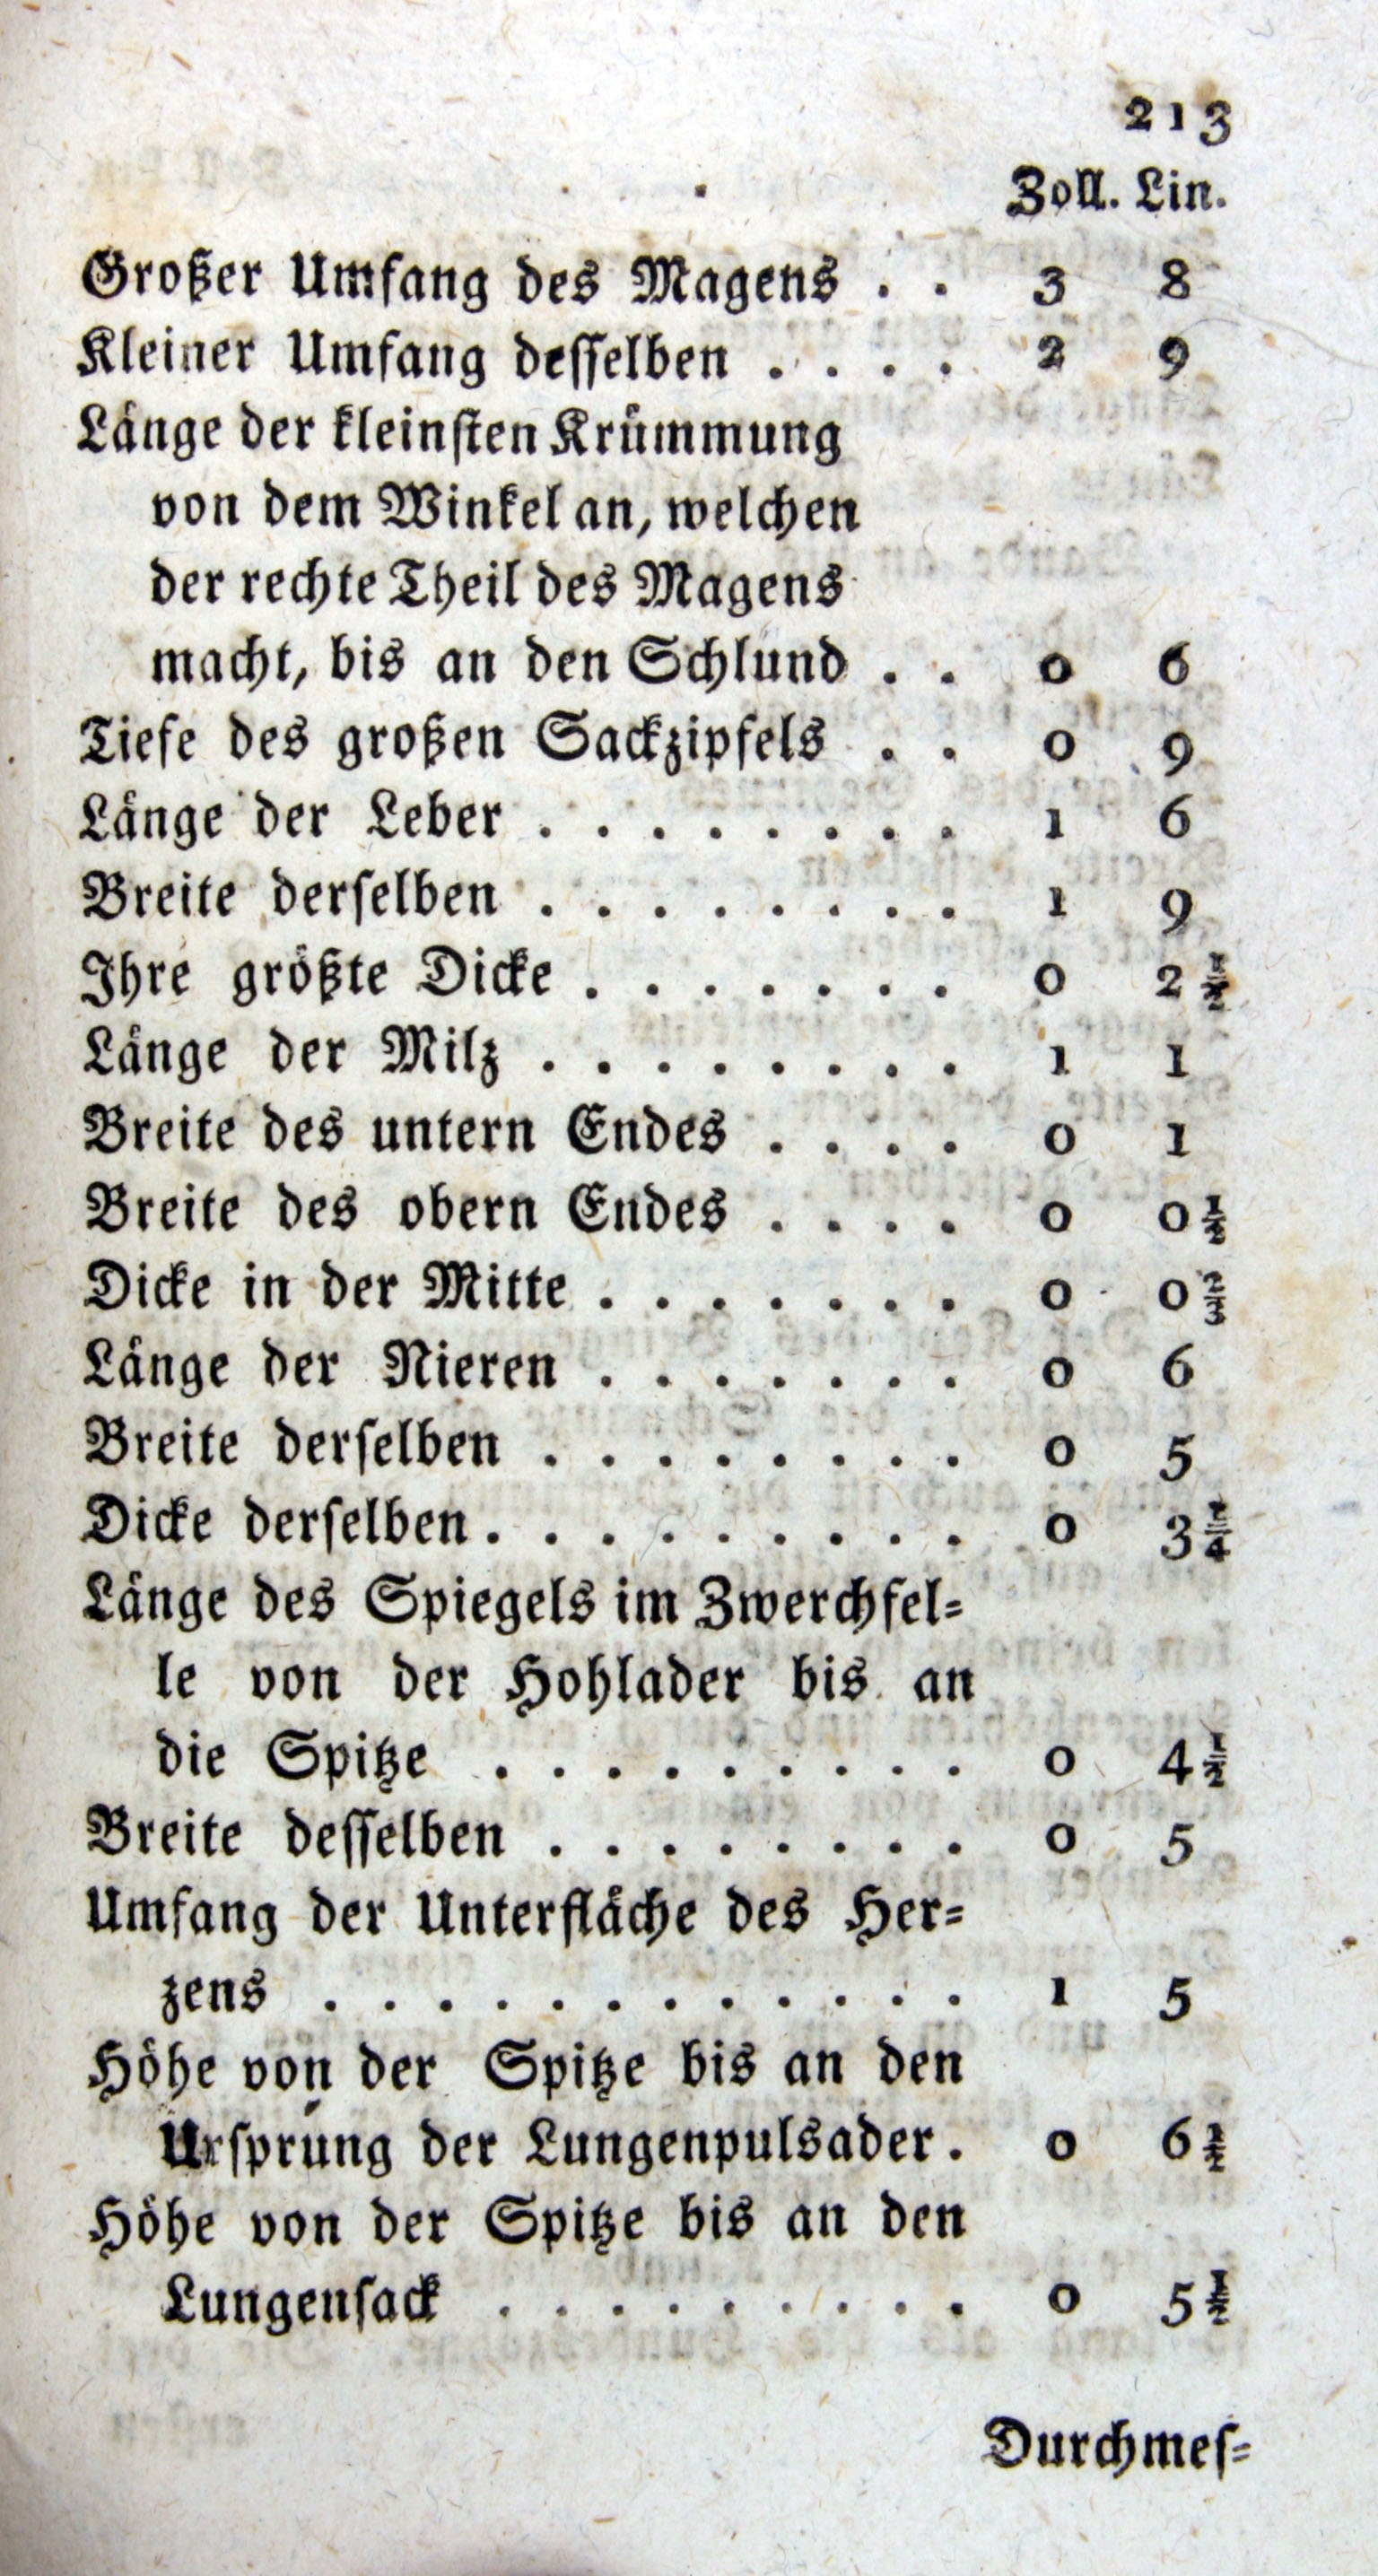 213
Zoll. Lin.
Großer Umfang des Magens . . 3 8
Kleiner Umfang desselben . . . . 2 9
Länge der kleinsten Krümmung
von dem Winkel an, welchen
der rechte Theil des Magens
macht, bis an den Schlund . . 0 6
Tiefe des großen Sackzipfels . . 0 9
Länge der Leber . . . . . . . . 1 6
Breite derselben . . . . . . . . 1 9
Ihre größte Dicke . . . . . . . 0 2½
Länge der Milz . . . . . . . . 1 1
Breite des untern Endes . . . . 0 1
Breite des obern Endes . . . . 0 0½
Dicke in der Mitte . . . . . . . 0 0⅔
Länge der Nieren . . . . . . . 0 6
Breite derselben . . . . . . . . 0 5
Dicke derselben . . . . . . . . . 0 3¼
Länge des Spiegels im Zwerchfel-
le von der Hohlader bis an
die Spitze . . . . . . . . . 0 4½
Breite desselben . . . . . . . . 0 5
Umfang der Unterfläche des Her-
zens . . . . . . . . . . . . 1 5
Höhe von der Spitze bis an den
Ursprung der Lungenpulsader . 0 6½
Höhe von der Spitze bis an den
Lungensack . . . . . . . . . 0 5½
Durchmes-